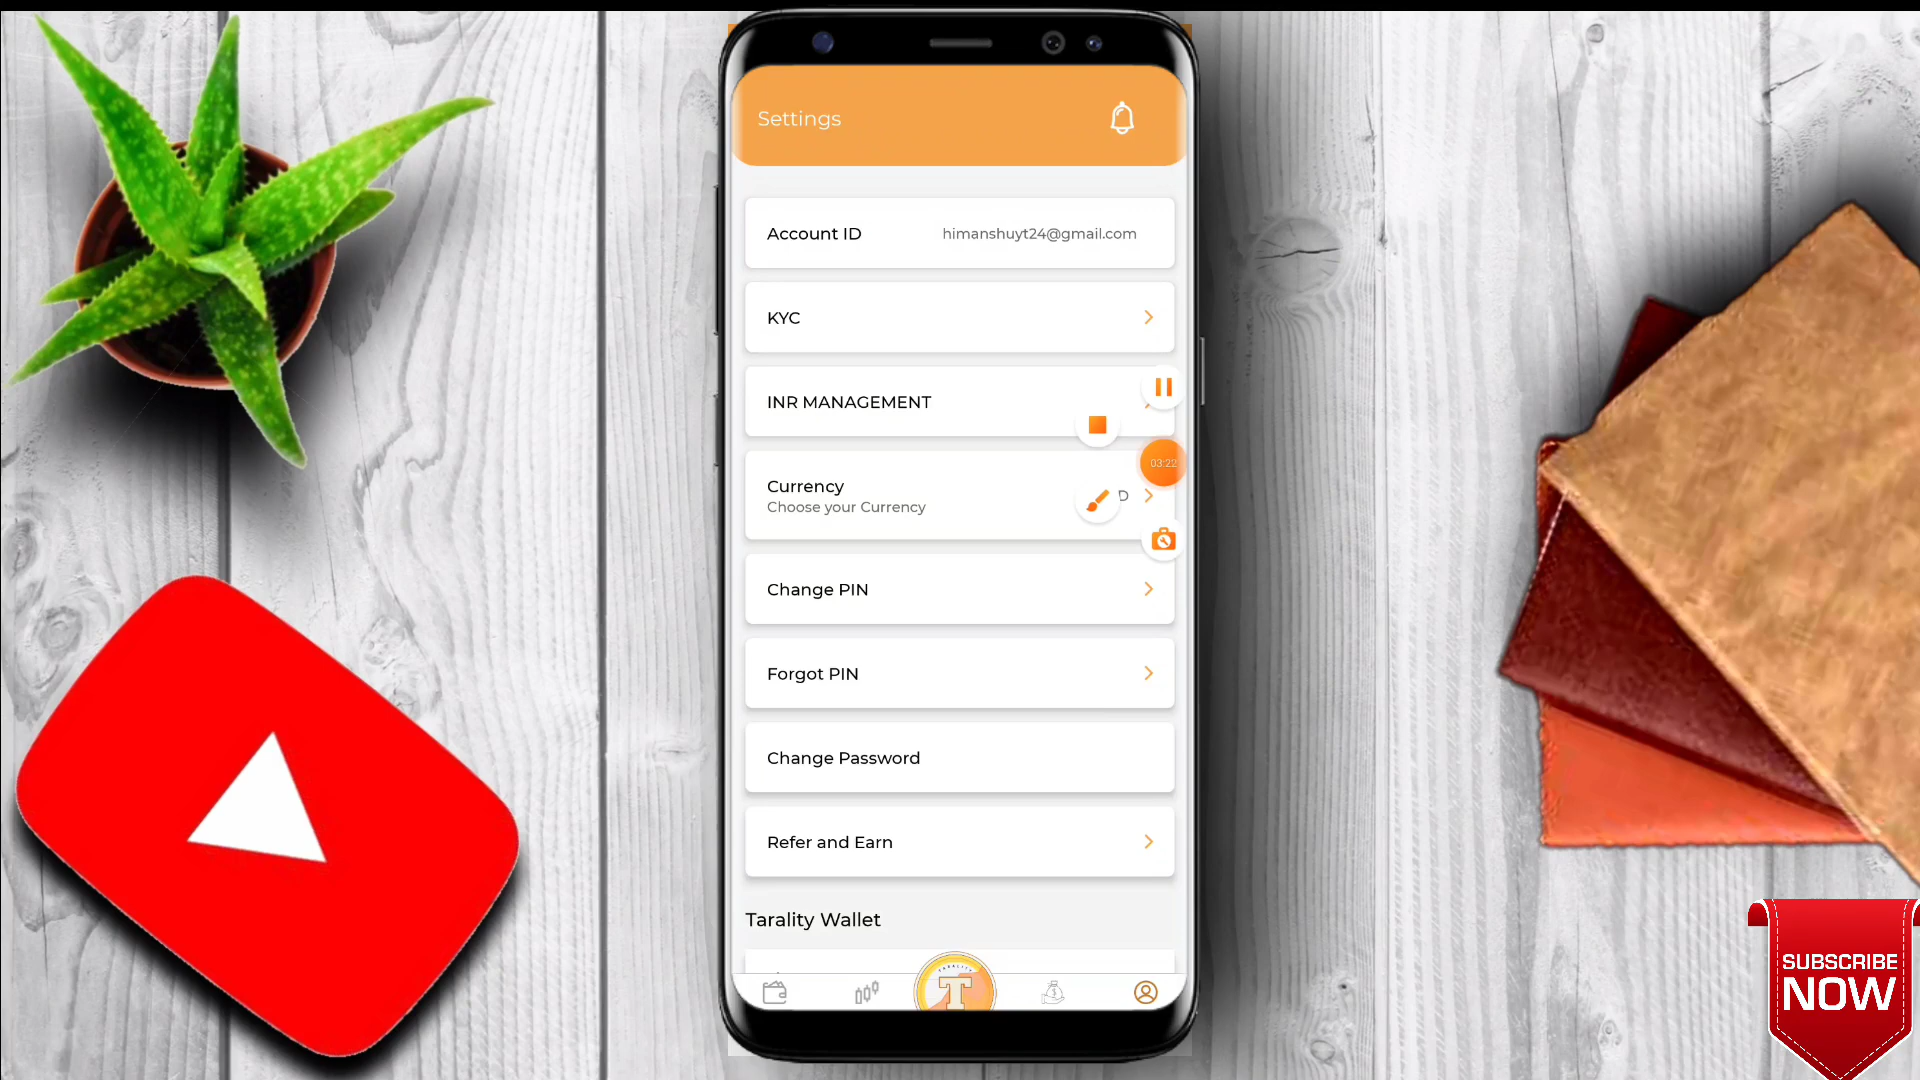 Settings
Account ID
himanshuyt24@gmail.com
KYC
INR MANAGEMENT
03:22
Currency
Choose your Currency
D
Change PIN
Forgot PIN
Change Password
Refer and Earn
Tarality Wallet
TARALITY
T
SUBSCRIBE
NOW